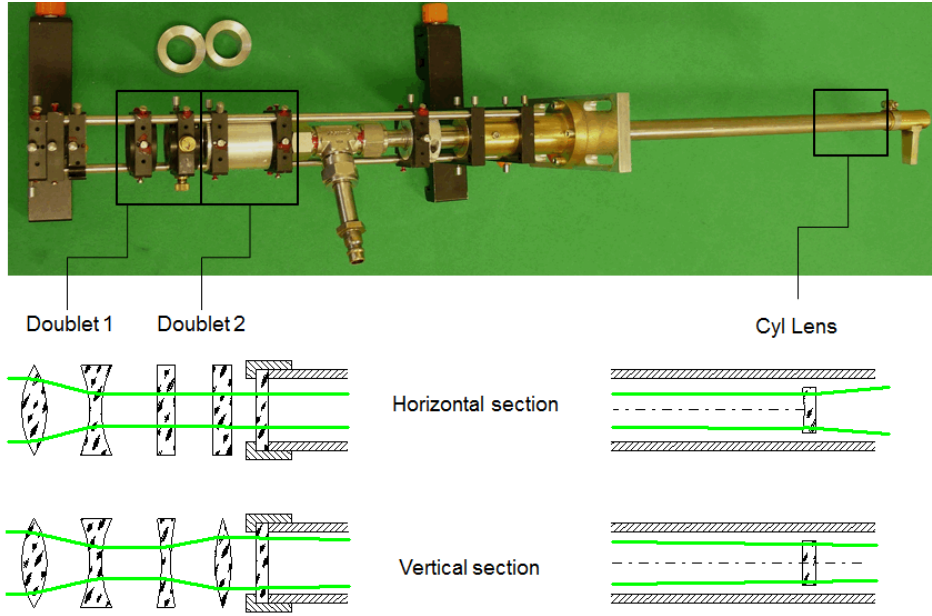 Doublet 1
Doublet 2
Cyl Lens
Horizontal section
Vertical section